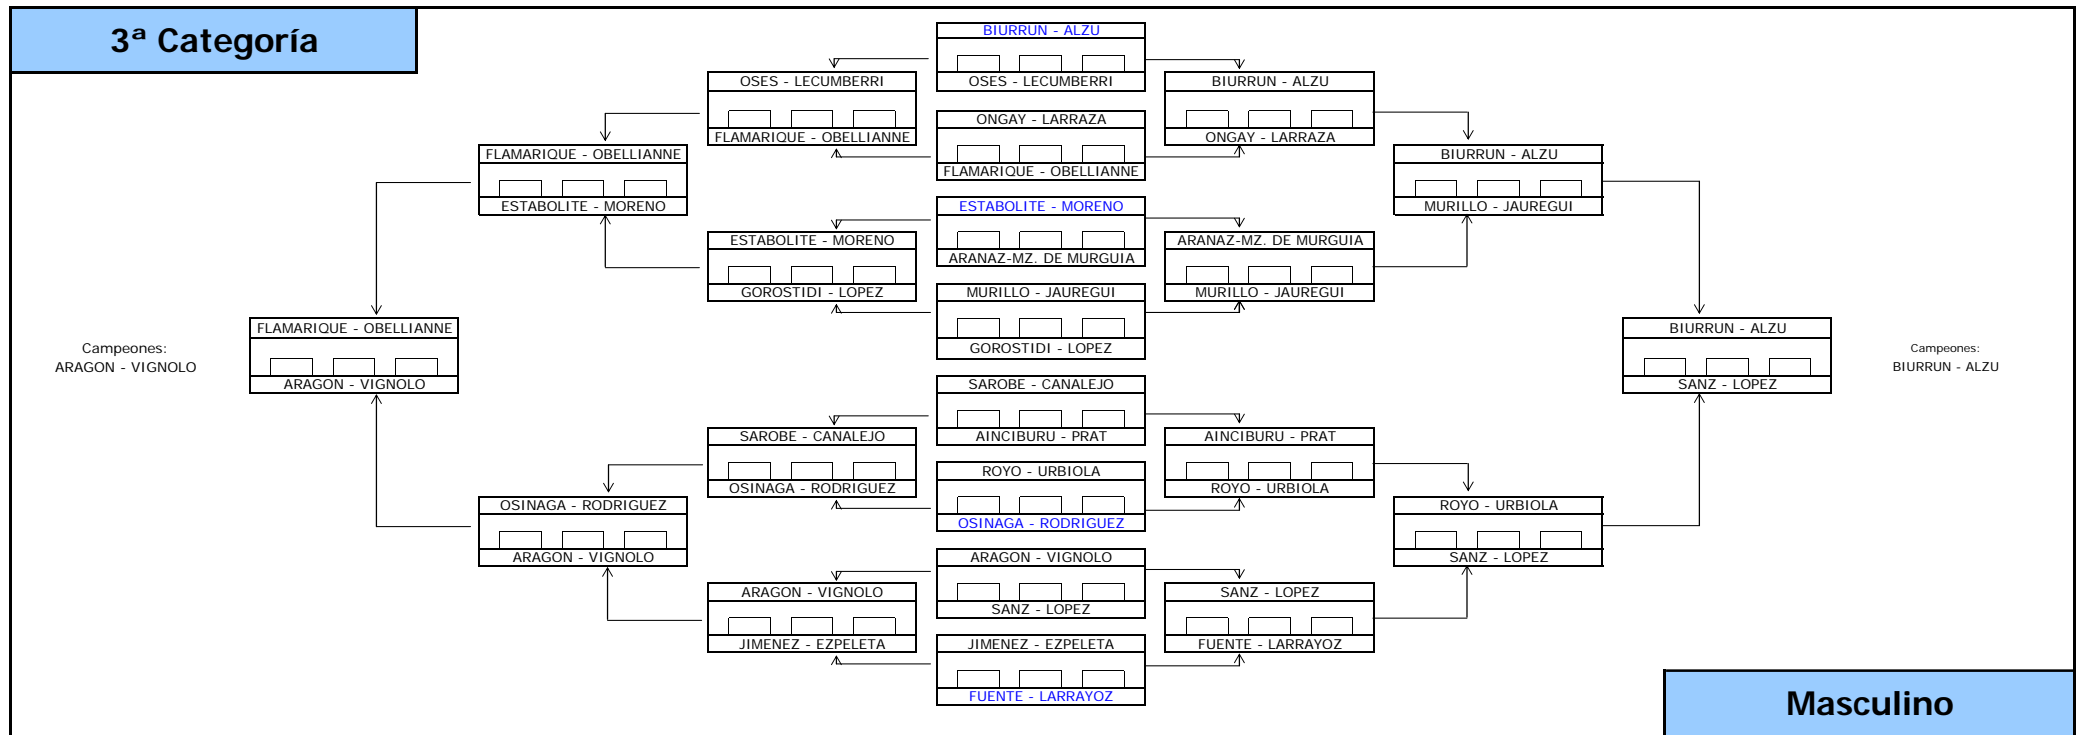 3ª Categoría
BIURRUN - ALZU
OSES - LECUMBERRI
OSES - LECUMBERRI
FLAMARIQUE - OBELLIANNE
BIURRUN - ALZU
ONGAY - LARRAZA
ONGAY - LARRAZA
FLAMARIQUE - OBELLIANNE
FLAMARIQUE - OBELLIANNE
ESTABOLITE - MORENO
BIURRUN - ALZU
MURILLO - JAUREGUI
ESTABOLITE - MORENO
ARANAZ-MZ. DE MURGUIA
ESTABOLITE - MORENO
GOROSTIDI - LOPEZ
ARANAZ-MZ. DE MURGUIA
MURILLO - JAUREGUI
MURILLO - JAUREGUI
GOROSTIDI - LOPEZ
Campeones:
ARAGON - VIGNOLO
FLAMARIQUE - OBELLIANNE
ARAGON - VIGNOLO
BIURRUN - ALZU
SANZ - LOPEZ
Campeones:
BIURRUN - ALZU
SAROBE - CANALEJO
AINCIBURU - PRAT
SAROBE - CANALEJO
OSINAGA - RODRIGUEZ
AINCIBURU - PRAT
ROYO - URBIOLA
ROYO - URBIOLA
OSINAGA - RODRIGUEZ
OSINAGA - RODRIGUEZ
ARAGON - VIGNOLO
ROYO - URBIOLA
SANZ - LOPEZ
ARAGON - VIGNOLO
SANZ - LOPEZ
ARAGON - VIGNOLO
JIMENEZ - EZPELETA
SANZ - LOPEZ
FUENTE - LARRAYOZ
JIMENEZ - EZPELETA
FUENTE - LARRAYOZ
Masculino